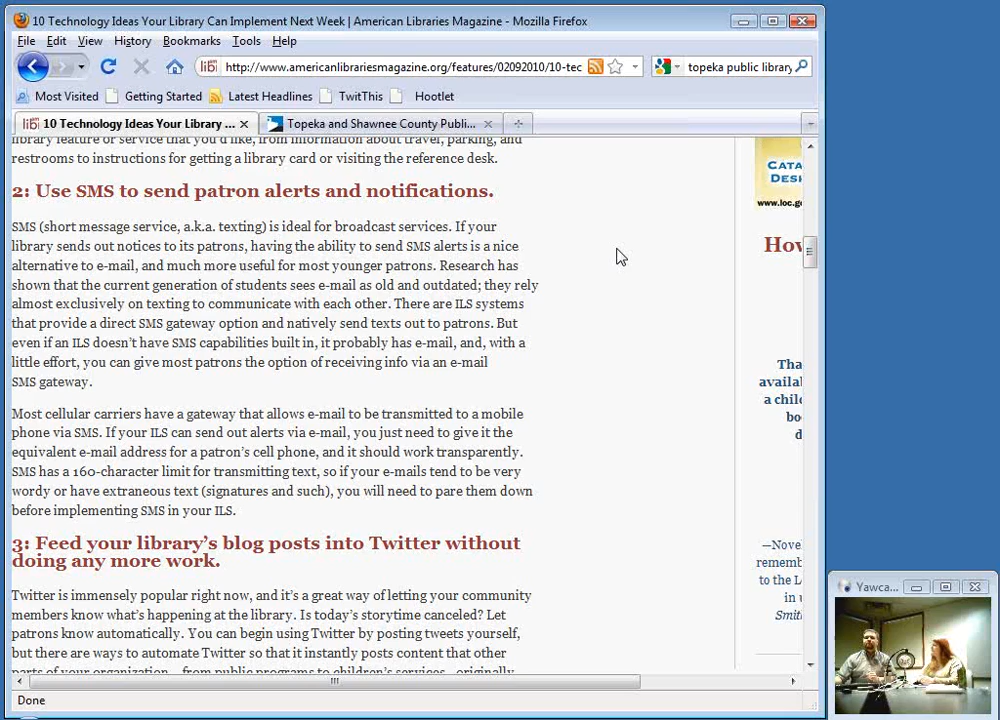 10 Technology Ideas Your Library Can Implement Next Week | American Libraries Magazine - Mozilla Firefox
File Edit View History Bookmarks Tools Help
http://www.americanlibrariesmagazine.org/features/02092010/10-tec
topeka public library
Most Visited Getting Started Latest Headlines TwitThis Hootlet
10 Technology Ideas Your Library ... Topeka and Shawnee County Publi...
library feature or service that you'd like, from information about travel, parking, and
restrooms to instructions for getting a library card or visiting the reference desk.
2: Use SMS to send patron alerts and notifications.
SMS (short message service, a.k.a. texting) is ideal for broadcast services. If your
library sends out notices to its patrons, having the ability to send SMS alerts is a nice
alternative to e-mail, and much more useful for most younger patrons. Research has
shown that the current generation of students sees e-mail as old and outdated; they rely
almost exclusively on texting to communicate with each other. There are ILS systems
that provide a direct SMS gateway option and natively send texts out to patrons. But
even if an ILS doesn't have SMS capabilities built in, it probably has e-mail, and, with a
little effort, you can give most patrons the option of receiving info via an e-mail
SMS gateway.
Most cellular carriers have a gateway that allows e-mail to be transmitted to a mobile
phone via SMS. If your ILS can send out alerts via e-mail, you just need to give it the
equivalent e-mail address for a patron's cell phone, and it should work transparently.
SMS has a 160-character limit for transmitting text, so if your e-mails tend to be very
wordy or have extraneous text (signatures and such), you will need to pare them down
before implementing SMS in your ILS.
3: Feed your library's blog posts into Twitter without
doing any more work.
Twitter is immensely popular right now, and it's a great way of letting your community
members know what's happening at the library. Is today's storytime canceled? Let
patrons know automatically. You can begin using Twitter by posting tweets yourself,
but there are ways to automate Twitter so that it instantly posts content that other
parts of your organization—from public programs to children's services—originally
CATA
DESK
www.loc.go
How
Tha
availab
a chile
bo
d
—Nove
rememb
to the L
in u
Smith
Done
Yawca...